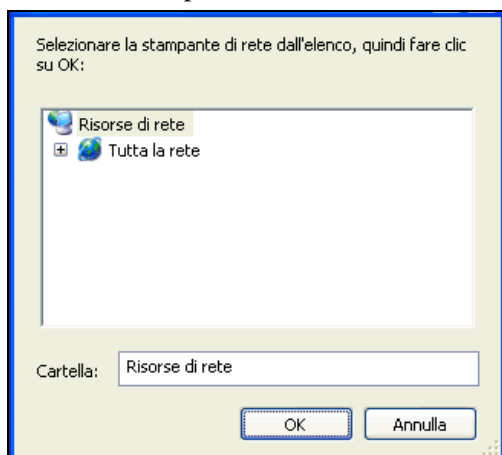 Selezionare la stampante di rete dall'elenco, quindi fare clic
su OK:
Risorse di rete
Tutta la rete
Cartella: Risorse di rete
OK Annulla